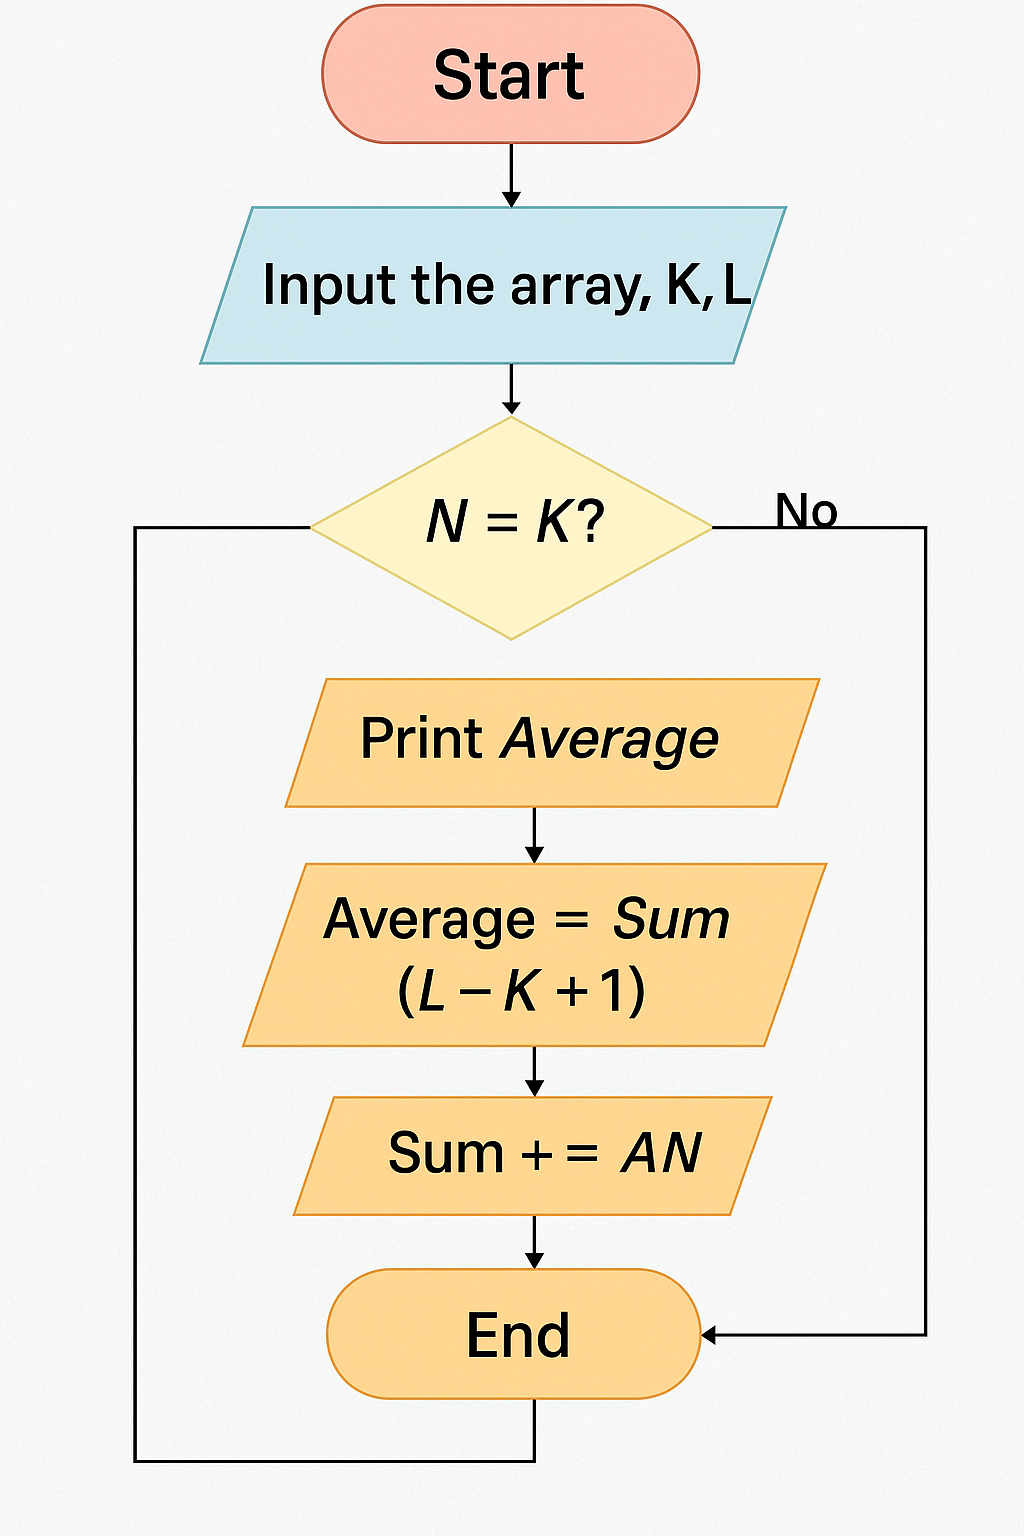 Start
Input the array, K, L
N = K?
No
Print Average
Average = Sum
(L − K + 1)
Sum += AN
End